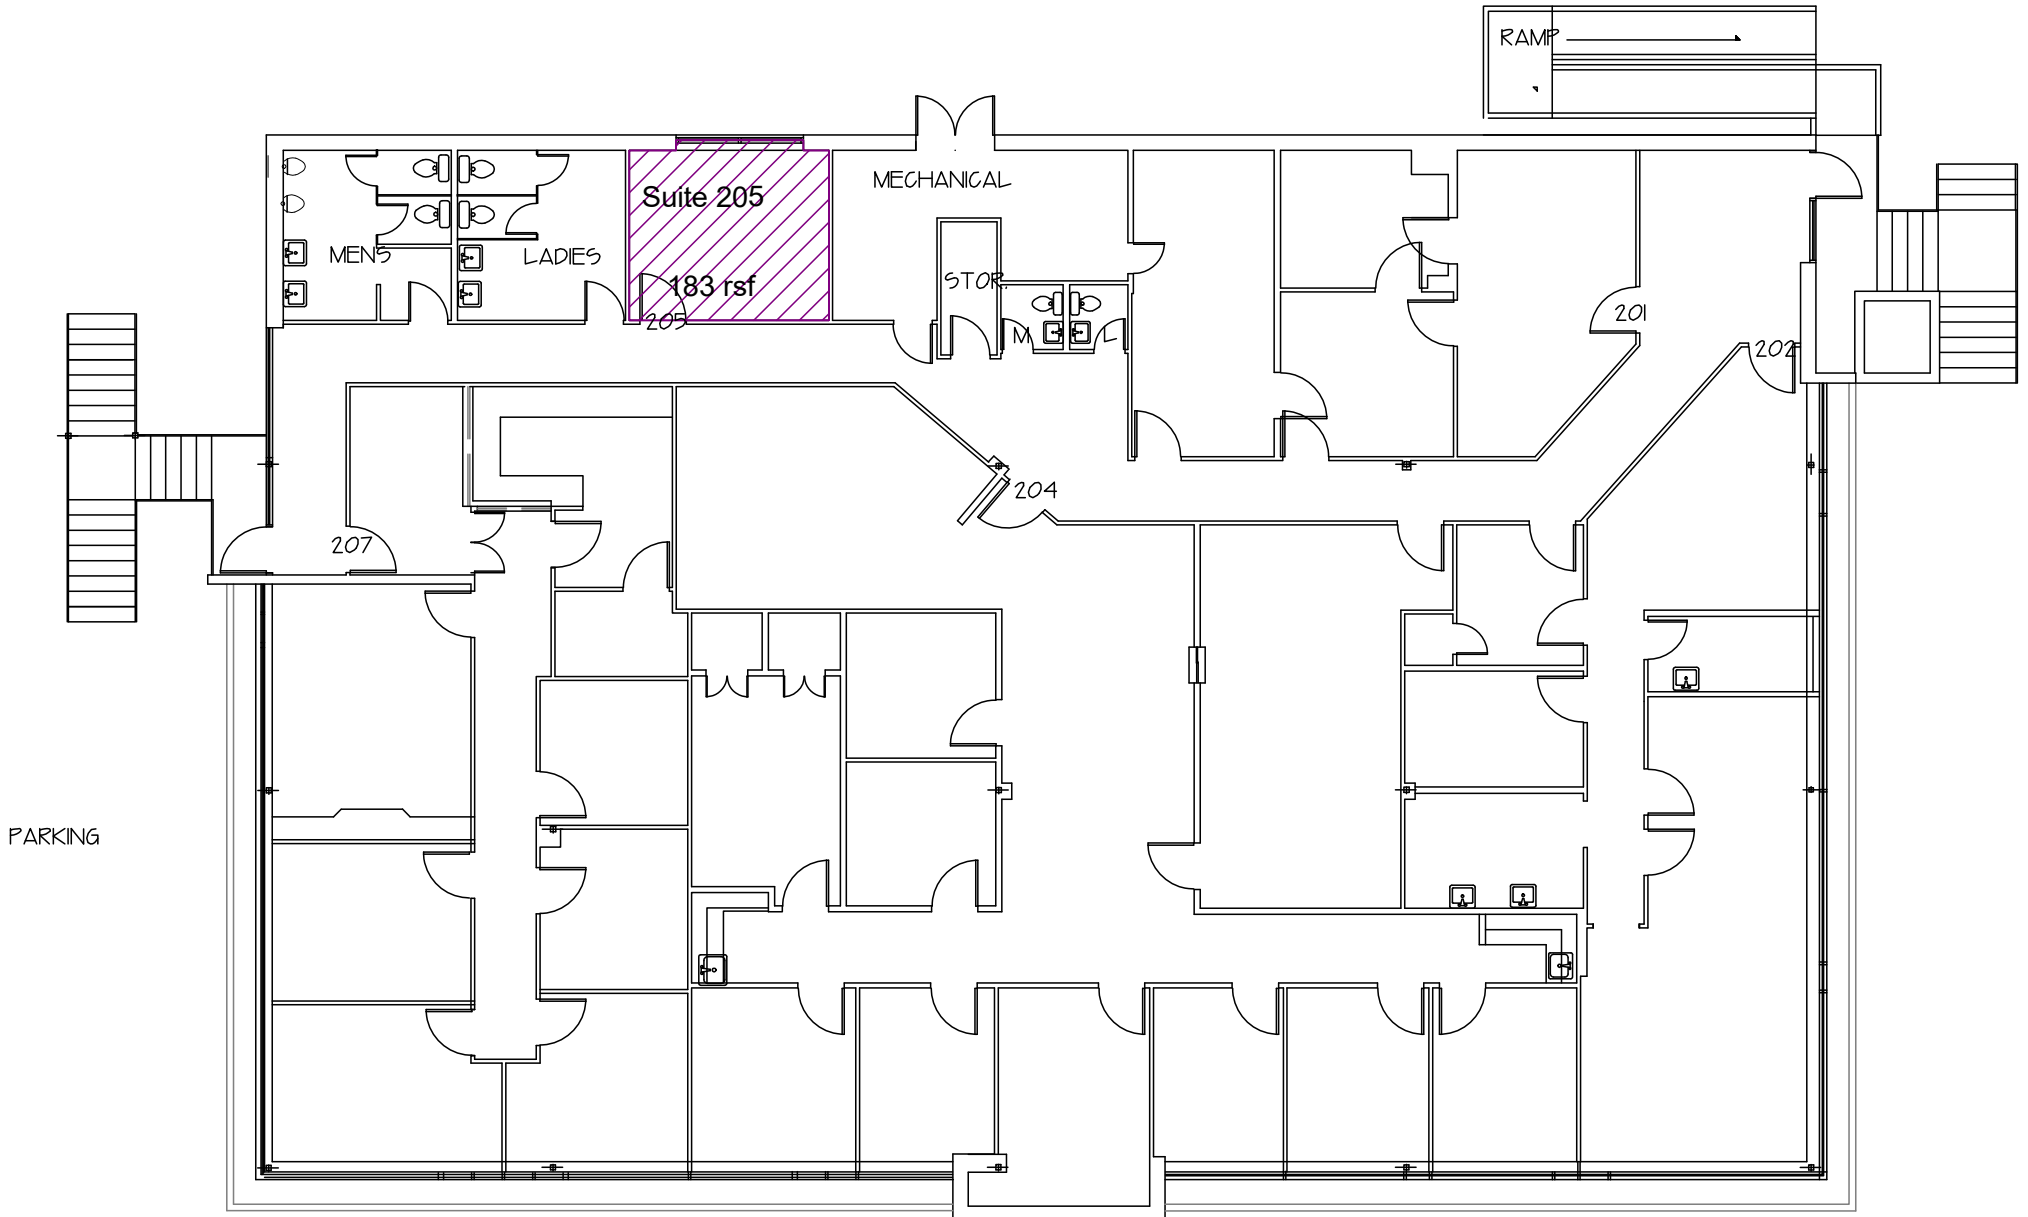 RAMP
MECHANICAL
Suite 205
MENS
LADIES
STOR.
183 rsf
201
205
M
L
202
204
207
PARKING